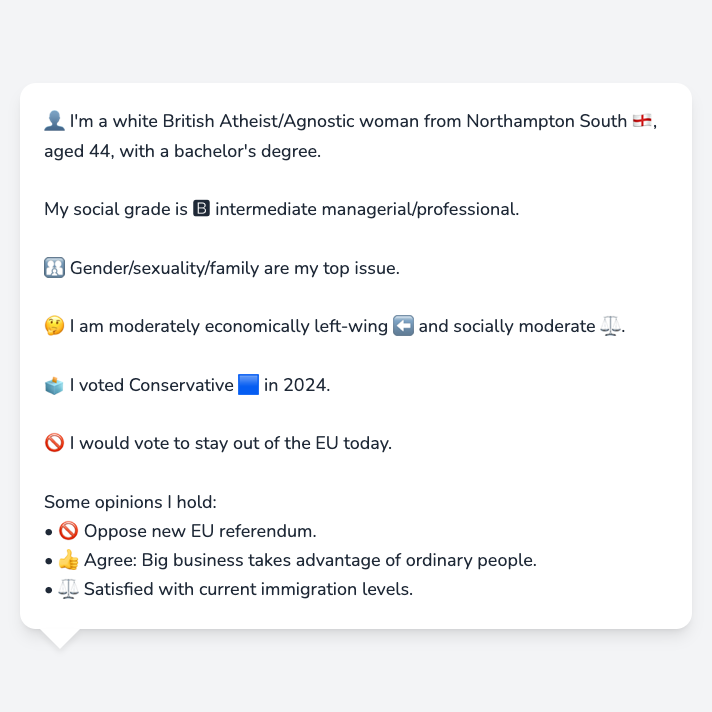 👤 I'm a white British Atheist/Agnostic woman from Northampton South 🏴󠁧󠁢󠁥󠁮󠁧󠁿,
aged 44, with a bachelor's degree.
My social grade is 🅱 intermediate managerial/professional.
🚻 Gender/sexuality/family are my top issue.
🤔 I am moderately economically left-wing ⬅️ and socially moderate ⚖️.
🗳️ I voted Conservative 🟦 in 2024.
🚫 I would vote to stay out of the EU today.
Some opinions I hold:
• 🚫 Oppose new EU referendum.
• 👍 Agree: Big business takes advantage of ordinary people.
• ⚖️ Satisfied with current immigration levels.